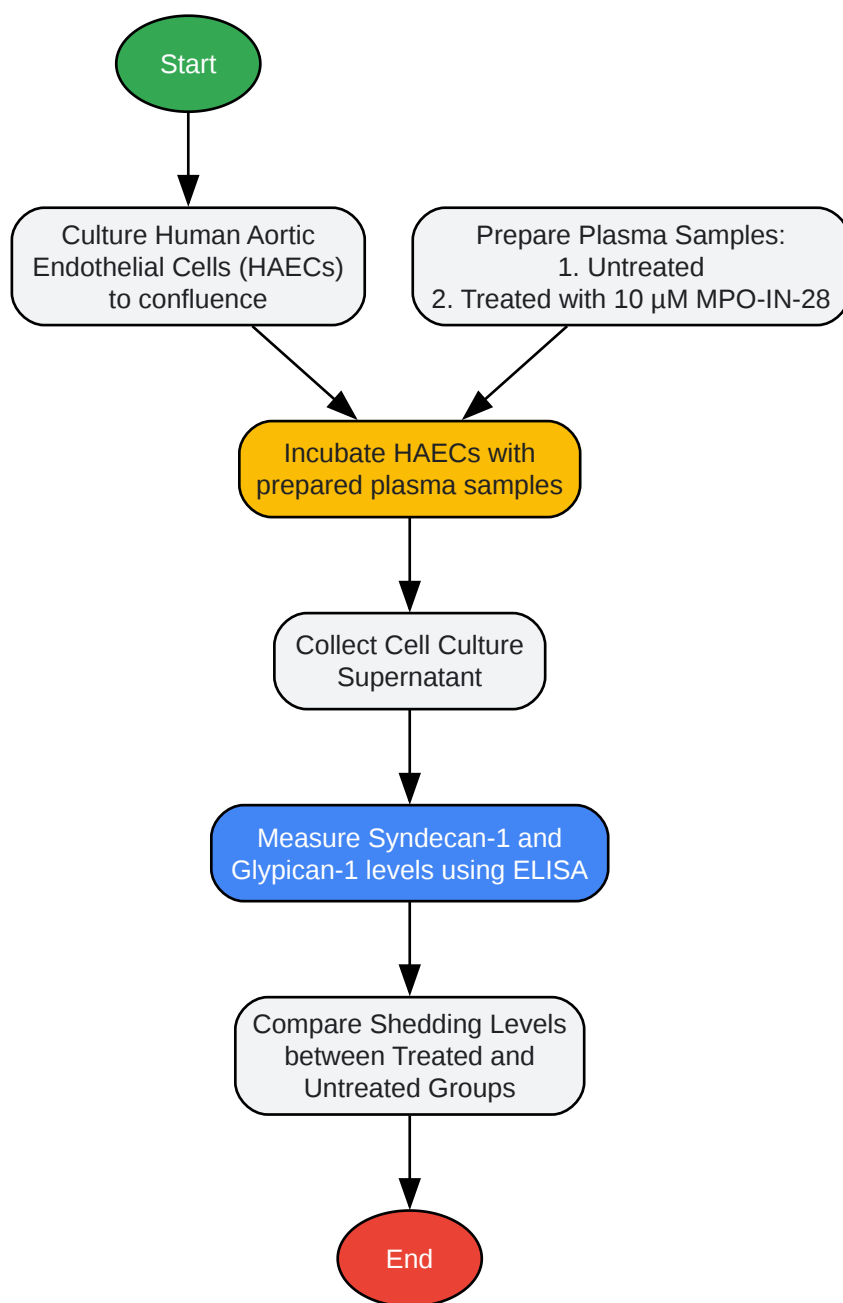 Start
Culture Human Aortic
Endothelial Cells (HAECs)
to confluence
Prepare Plasma Samples:
1. Untreated
2. Treated with 10 µM MPO-IN-28
Incubate HAECs with
prepared plasma samples
Collect Cell Culture
Supernatant
Measure Syndecan-1 and
Glypican-1 levels using ELISA
Compare Shedding Levels
between Treated and
Untreated Groups
End